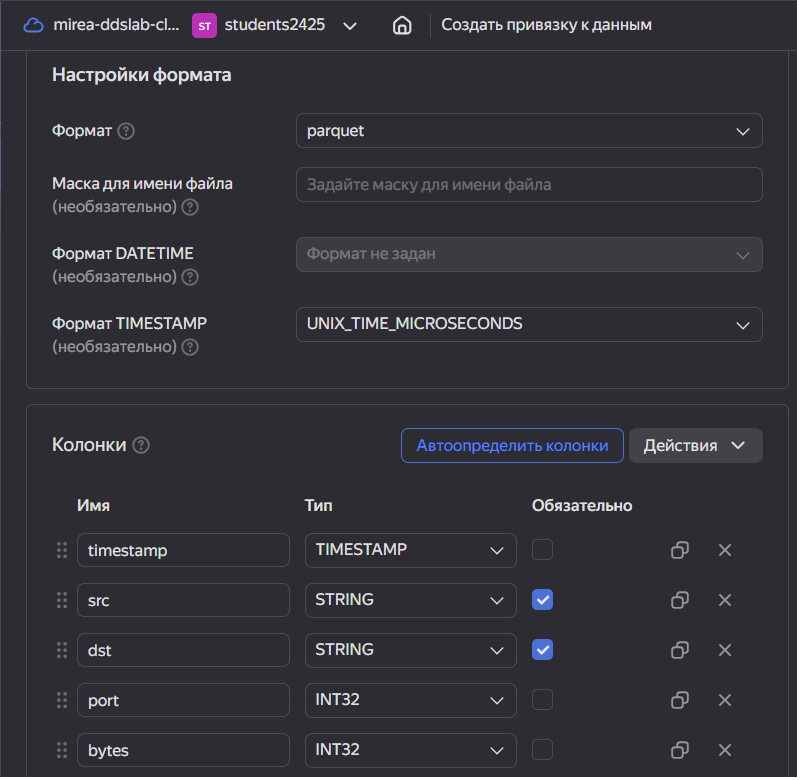 mirea-ddslab-cl... ST students2425 Создать привязку к данным
Настройки формата
Формат parquet
Маска для имени файла Задайте маску для имени файла
(необязательно)
Формат DATETIME Формат не задан
(необязательно)
Формат TIMESTAMP UNIX_TIME_MICROSECONDS
(необязательно)
Колонки Автоопределить колонки Действия
Имя Тип Обязательно
timestamp TIMESTAMP
src STRING
dst STRING
port INT32
bytes INT32